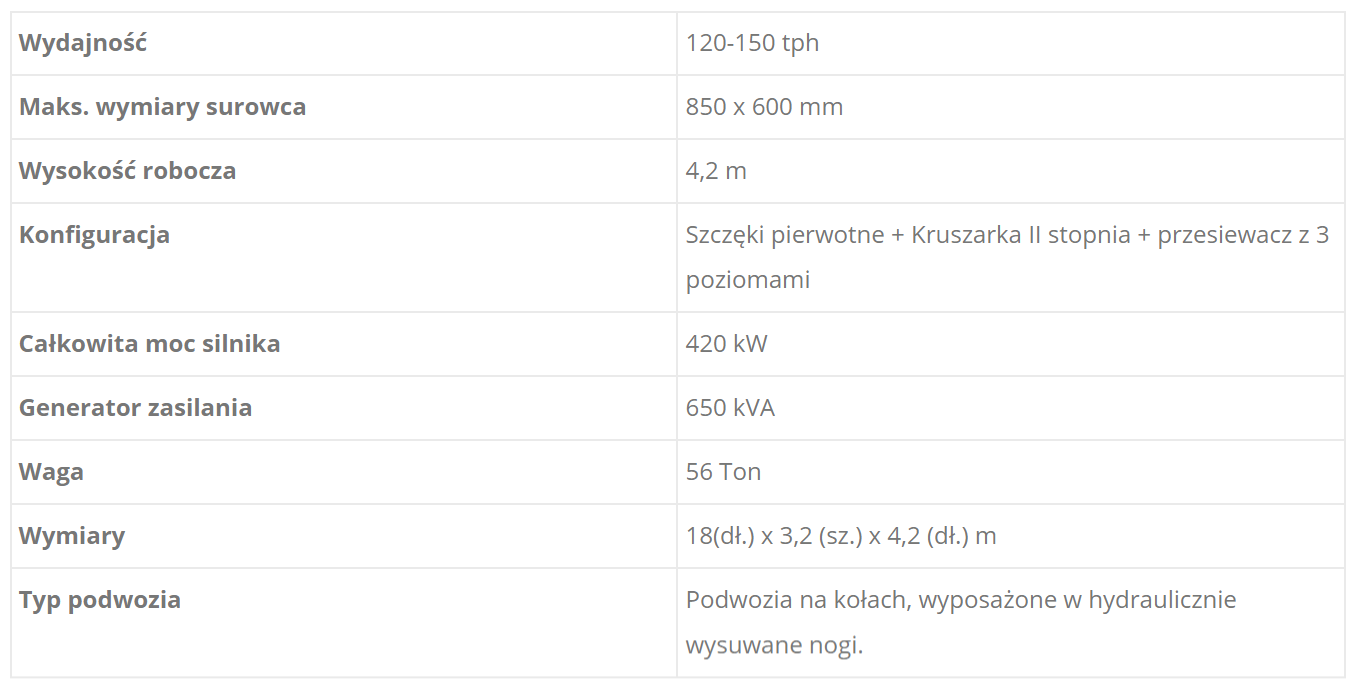 Wydajność 120-150 tph
Maks. wymiary surowca 850 x 600 mm
Wysokość robocza 4,2 m
Konfiguracja Szczęki pierwotne + Kruszarka II stopnia + przesiewacz z 3
poziomami
Całkowita moc silnika 420 kW
Generator zasilania 650 kVA
Waga 56 Ton
Wymiary 18(dł.) x 3,2 (sz.) x 4,2 (dł.) m
Typ podwozia Podwozia na kołach, wyposażone w hydraulicznie
wysuwane nogi.